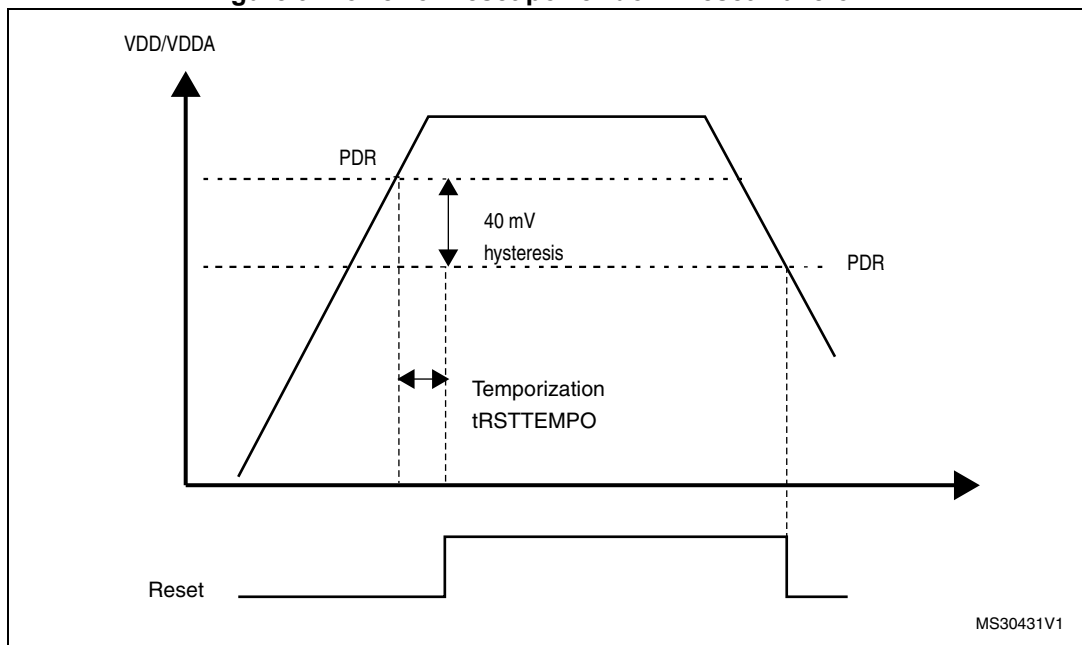 VDD/VDDA
PDR
40 mV
hysteresis
PDR
Temporization
tRSTTEMPO
Reset
MS30431V1